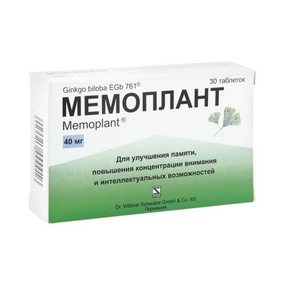 Ginkgo biloba EGb 761®
30 таблеток
МЕМОПЛАНТ
Memoplant®
40 мг
Для улучшения памяти,
повышения концентрации внимания
и интеллектуальных возможностей
Dr. Willmar Schwabe GmbH & Co. KG
Германия